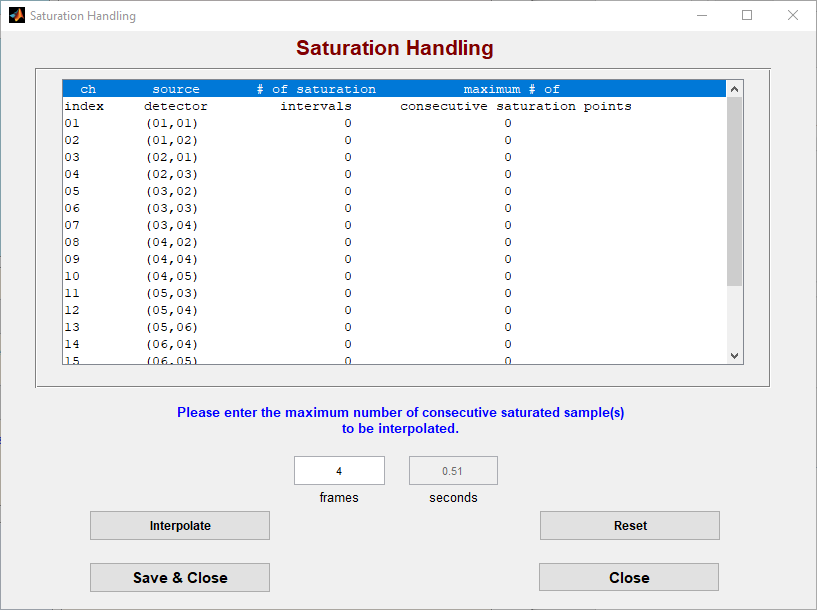 Saturation Handling
Saturation Handling
ch source # of saturation maximum # of
index detector intervals consecutive saturation points
01 (01,01) 0 0
02 (01,02) 0 0
03 (02,01) 0 0
04 (02,03) 0 0
05 (03,02) 0 0
06 (03,03) 0 0
07 (03,04) 0 0
08 (04,02) 0 0
09 (04,04) 0 0
10 (04,05) 0 0
11 (05,03) 0 0
12 (05,04) 0 0
13 (05,06) 0 0
14 (06,04) 0 0
15 (06,05) 0 0
Please enter the maximum number of consecutive saturated sample(s)
to be interpolated.
4 0.51
frames seconds
Interpolate Reset
Save & Close Close